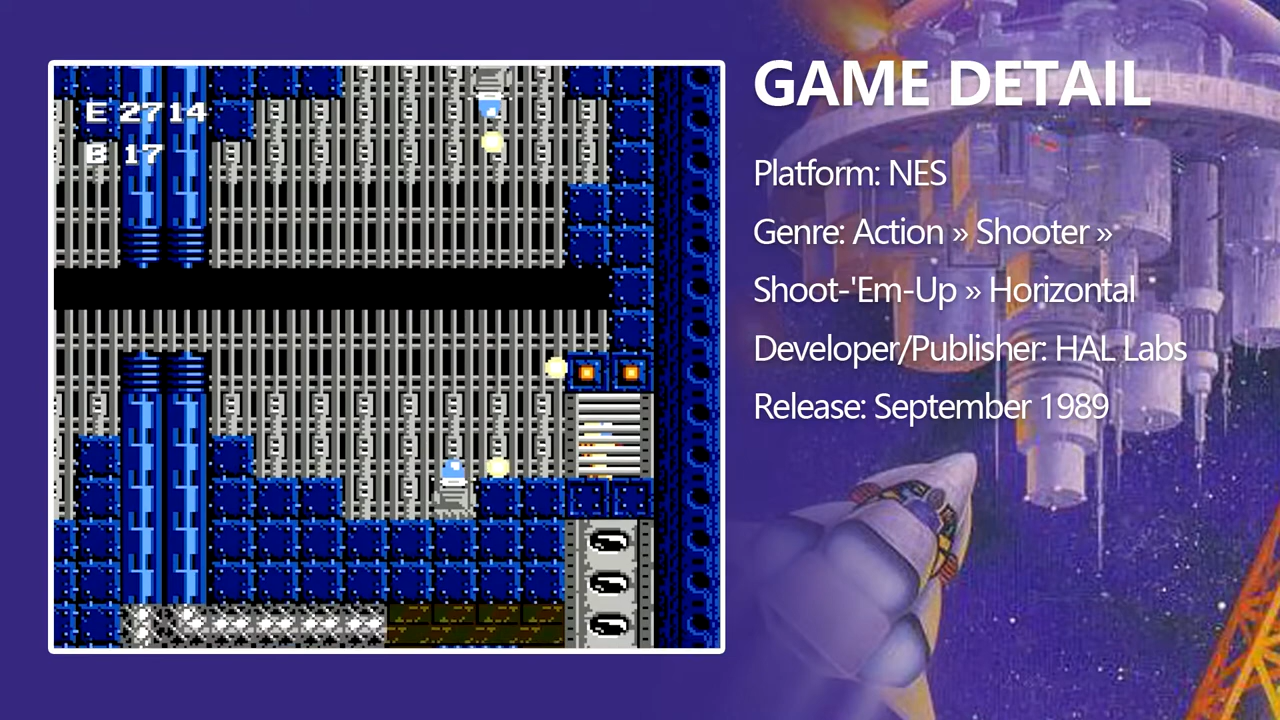 E 2714
B 17
GAME DETAIL
Platform: NES
Genre: Action » Shooter »
Shoot-'Em-Up » Horizontal
Developer/Publisher: HAL Labs
Release: September 1989